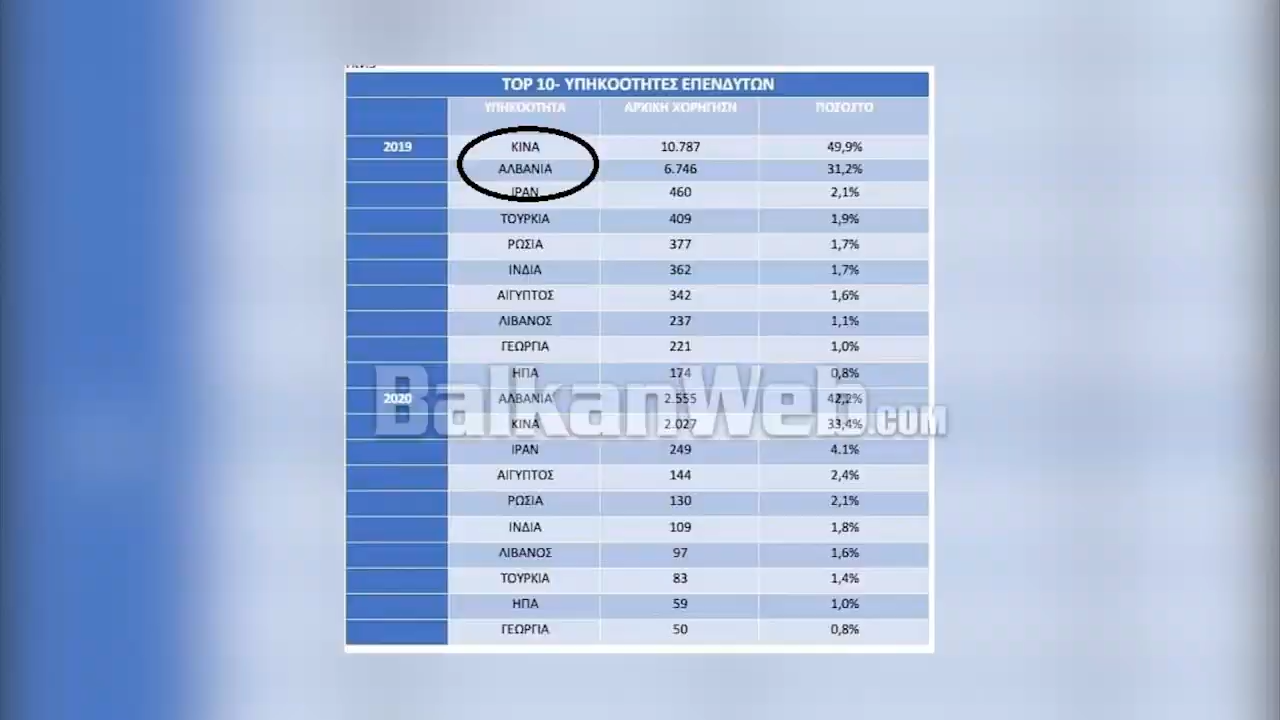 TOP 10- ΥΠΗΚΟΟΤΗΤΕΣ ΕΠΕΝΔΥΤΩΝ
ΥΠΗΚΟΟΤΗΤΑ ΑΡΧΙΚΗ ΧΟΡΗΓΗΣΗ ΠΟΣΟΣΤΟ
2019 ΚΙΝΑ 10.787 49,9%
ΑΛΒΑΝΙΑ 6.746 31,2%
ΙΡΑΝ 460 2,1%
ΤΟΥΡΚΙΑ 409 1,9%
ΡΩΣΙΑ 377 1,7%
ΙΝΔΙΑ 362 1,7%
ΑΙΓΥΠΤΟΣ 342 1,6%
ΛΙΒΑΝΟΣ 237 1,1%
ΓΕΩΡΓΙΑ 221 1,0%
ΗΠΑ 174 0,8%
2020 ΑΛΒΑΝΙΑ 2.555 42,2%
ΚΙΝΑ 2.027 33,4%
ΙΡΑΝ 249 4.1%
ΑΙΓΥΠΤΟΣ 144 2,4%
ΡΩΣΙΑ 130 2,1%
ΙΝΔΙΑ 109 1,8%
ΛΙΒΑΝΟΣ 97 1,6%
ΤΟΥΡΚΙΑ 83 1,4%
ΗΠΑ 59 1,0%
ΓΕΩΡΓΙΑ 50 0,8%
BalkanWeb.COM